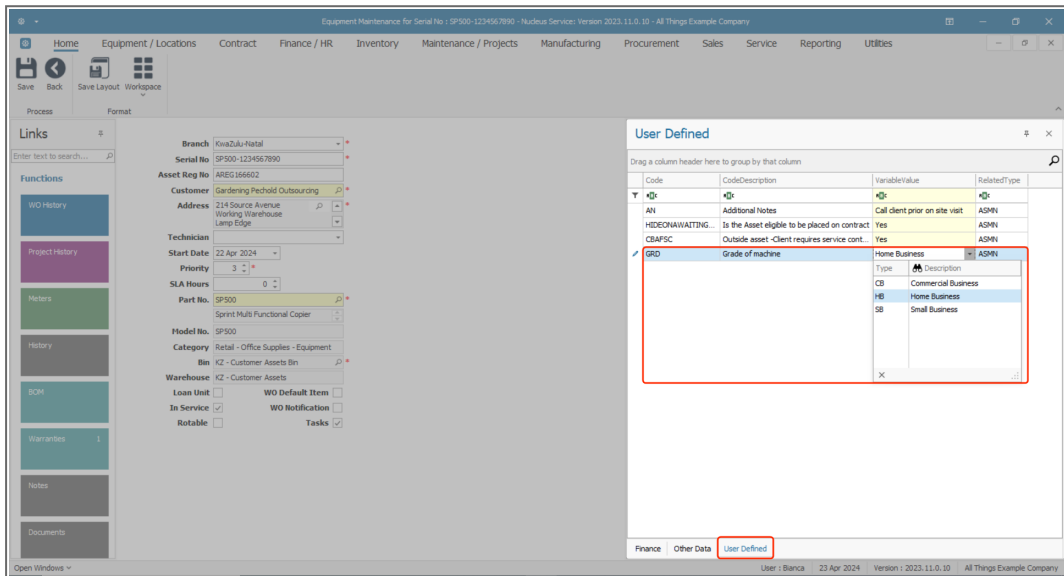 Equipment Maintenance for Serial No : SP500-1234567890 - Nucleus Service: Version 2023.11.0.10 - All Things Example Company
Home Equipment / Locations Contract Finance / HR Inventory Maintenance / Projects Manufacturing Procurement Sales Service Reporting Utilities
Save Back Save Layout Workspace
Process Format
Links
Enter text to search...
Functions
WO History
Project History
Meters
History
BOM
Warranties 1
Notes
Documents
Branch KwaZulu-Natal *
Serial No SP500-1234567890 *
Asset Reg No AREG166602
Customer Gardening Pechold Outsourcing *
Address 214 Source Avenue *
Working Warehouse
Lamp Edge
Technician
Start Date 22 Apr 2024
Priority 3 *
SLA Hours 0
Part No. SP500 *
Sprint Multi Functional Copier
Model No. SP500
Category Retail - Office Supplies - Equipment
Bin KZ - Customer Assets Bin *
Warehouse KZ - Customer Assets
Loan Unit WO Default Item
In Service WO Notification
Rotable Tasks
User Defined
Drag a column header here to group by that column
Code CodeDescription VariableValue RelatedType
AN Additional Notes Call client prior on site visit ASMN
HIDEONAWAITING... Is the Asset eligible to be placed on contract Yes ASMN
CBAFSC Outside asset -Client requires service cont... Yes ASMN
GRD Grade of machine Home Business ASMN
Type Description
CB Commercial Business
HB Home Business
SB Small Business
Finance Other Data User Defined
Open Windows User : Bianca 23 Apr 2024 Version : 2023.11.0.10 All Things Example Company